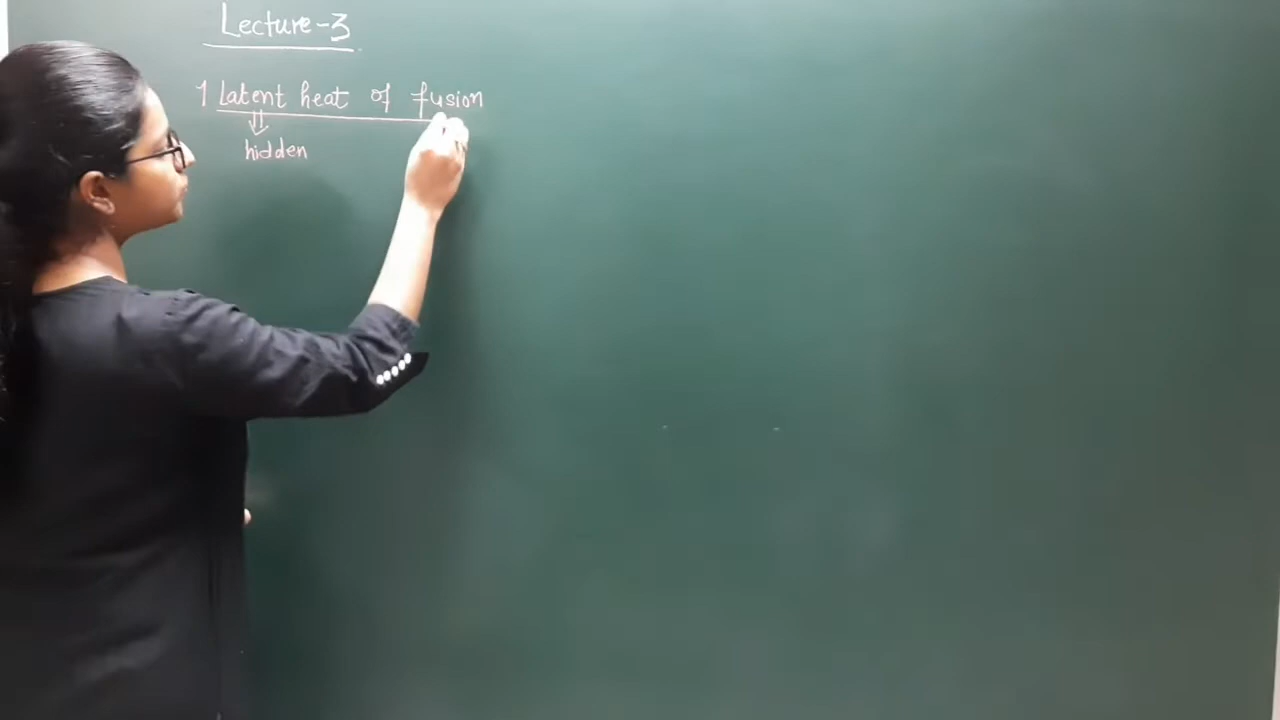 Lecture-3
1 Latent heat of fusion
hidden